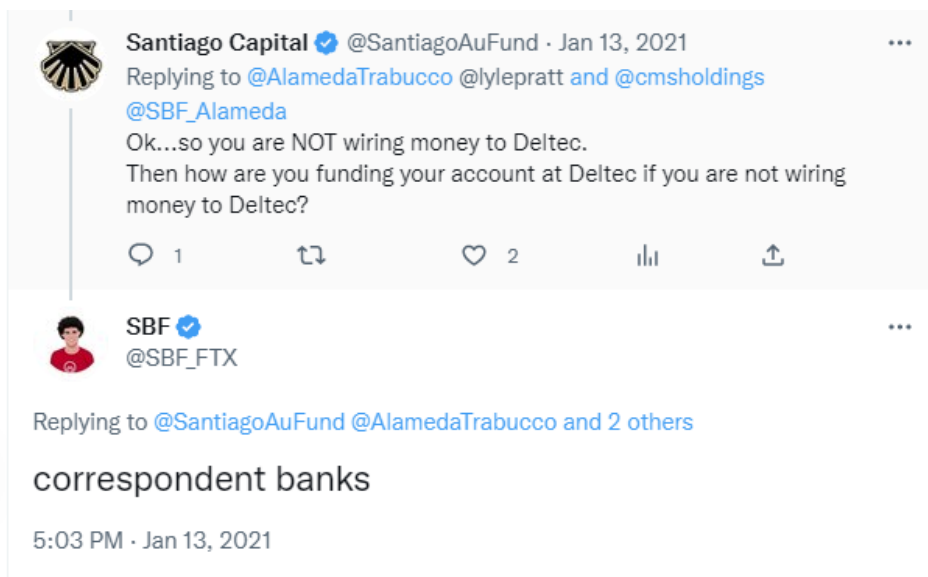 Santiago Capital @SantiagoAuFund · Jan 13, 2021
Replying to @AlamedaTrabucco @lylepratt and @cmsholdings
@SBF_Alameda
Ok...so you are NOT wiring money to Deltec.
Then how are you funding your account at Deltec if you are not wiring
money to Deltec?
1 2
SBF
@SBF_FTX
Replying to @SantiagoAuFund @AlamedaTrabucco and 2 others
correspondent banks
5:03 PM · Jan 13, 2021